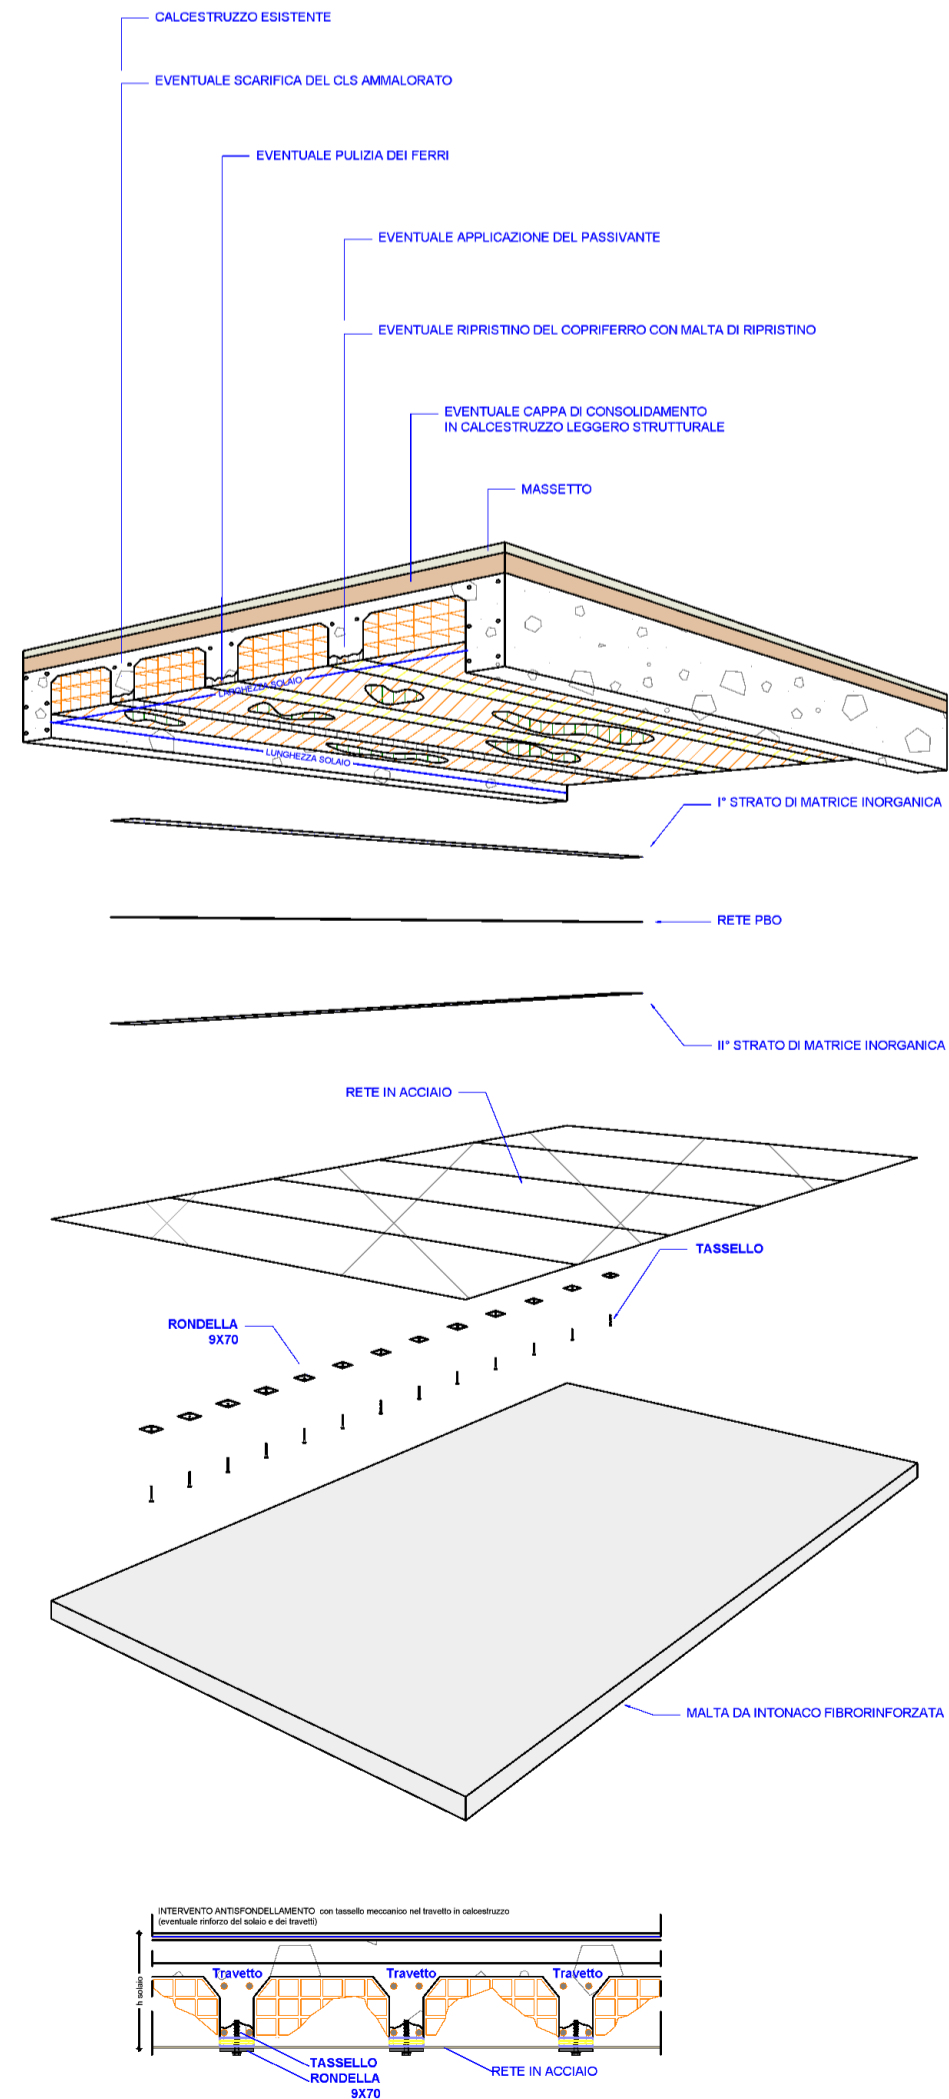 CALCESTRUZZO ESISTENTE
EVENTUALE SCARIFICA DEL CLS AMMALORATO
EVENTUALE PULIZIA DEI FERRI
EVENTUALE APPLICAZIONE DEL PASSIVANTE
EVENTUALE RIPRISTINO DEL COPRIFERRO CON MALTA DI RIPRISTINO
EVENTUALE CAPPA DI CONSOLIDAMENTO
IN CALCESTRUZZO LEGGERO STRUTTURALE
MASSETTO
LARGHEZZA SOLAIO
LUNGHEZZA SOLAIO
I° STRATO DI MATRICE INORGANICA
RETE PBO
II° STRATO DI MATRICE INORGANICA
RETE IN ACCIAIO
TASSELLO
RONDELLA
9X70
MALTA DA INTONACO FIBRORINFORZATA
INTERVENTO ANTISFONDELLAMENTO con tassello meccanico nel travetto in calcestruzzo
(eventuale rinforzo del solaio e dei travetti)
h solaio
Travetto
Travetto
Travetto
TASSELLO
RONDELLA
9X70
RETE IN ACCIAIO